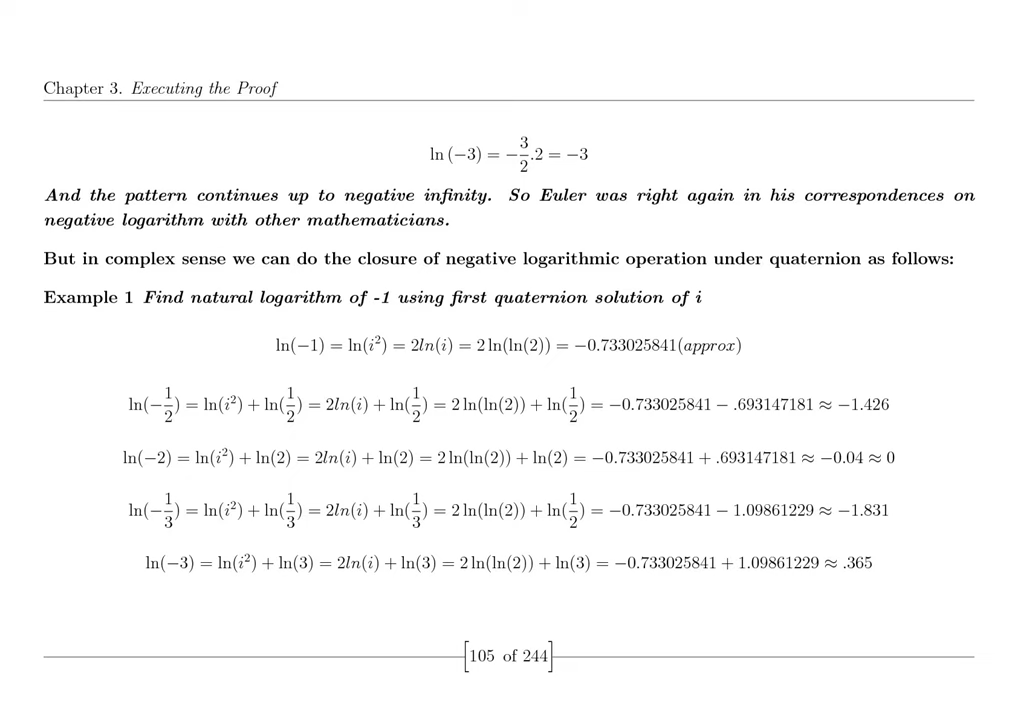 Chapter 3. Executing the Proof
ln (−3) = −3/2.2 = −3
And the pattern continues up to negative infinity. So Euler was right again in his correspondences on
negative logarithm with other mathematicians.
But in complex sense we can do the closure of negative logarithmic operation under quaternion as follows:
Example 1 Find natural logarithm of -1 using first quaternion solution of i
ln(−1) = ln(i²) = 2ln(i) = 2 ln(ln(2)) = −0.733025841(approx)
ln(−1/2) = ln(i²) + ln(1/2) = 2ln(i) + ln(1/2) = 2 ln(ln(2)) + ln(1/2) = −0.733025841 − .693147181 ≈ −1.426
ln(−2) = ln(i²) + ln(2) = 2ln(i) + ln(2) = 2 ln(ln(2)) + ln(2) = −0.733025841 + .693147181 ≈ −0.04 ≈ 0
ln(−1/3) = ln(i²) + ln(1/3) = 2ln(i) + ln(1/3) = 2 ln(ln(2)) + ln(1/2) = −0.733025841 − 1.09861229 ≈ −1.831
ln(−3) = ln(i²) + ln(3) = 2ln(i) + ln(3) = 2 ln(ln(2)) + ln(3) = −0.733025841 + 1.09861229 ≈ .365
[105 of 244]